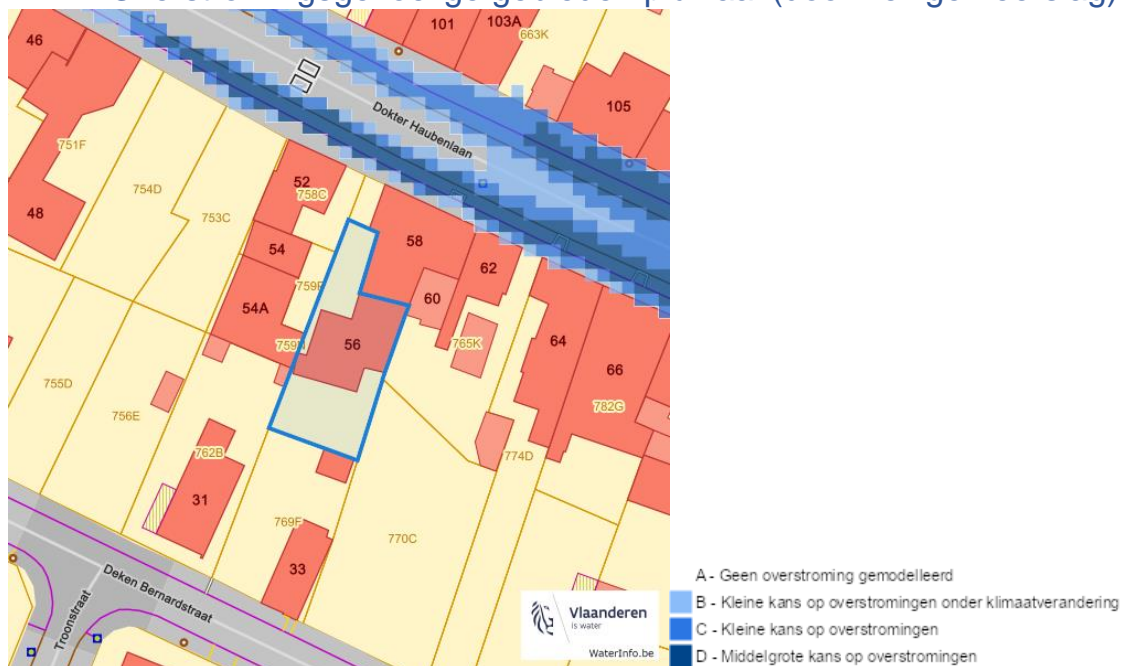 (door
46
101
103A
663K
105
Dokter Haubenlaan
751F
754D
753C
48
52
758C
54
58
62
60
54A
56
765K
64
66
782G
755D
756E
762B
774D
31
769F
770C
33
Deken Bernardstraat
Troonstraat
Vlaanderen
is water
WaterInfo.be
A - Geen overstroming gemodelleerd
B - Kleine kans op overstromingen onder klimaatverandering
C - Kleine kans op overstromingen
D - Middelgrote kans op overstromingen